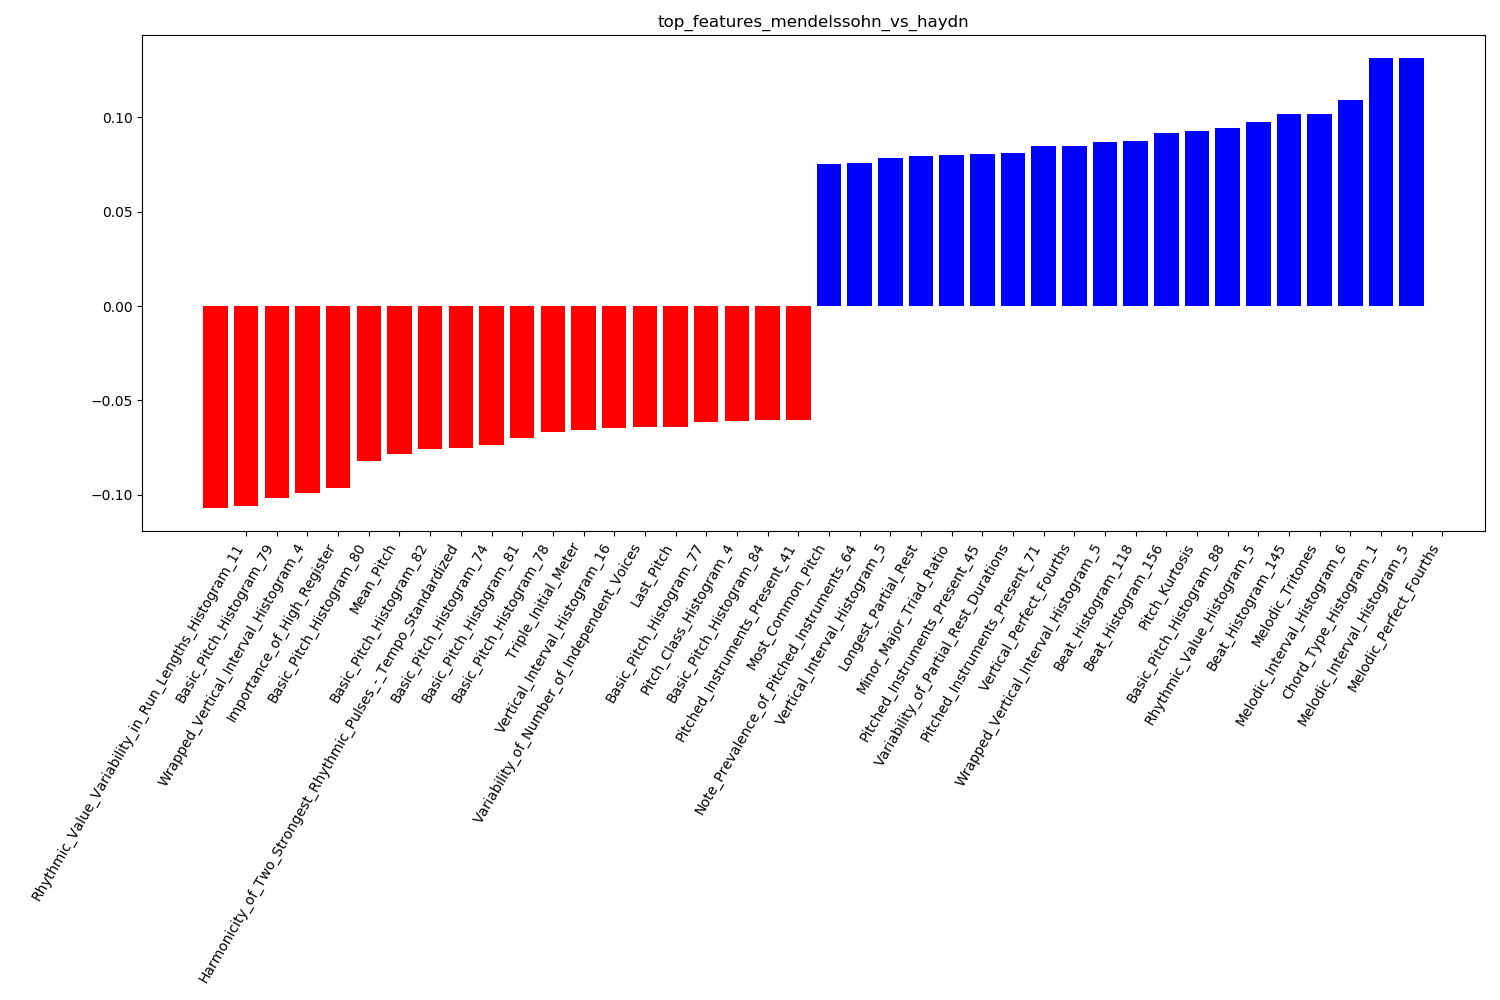 top_features_mendelssohn_vs_haydn
0.10
0.05
0.00
−0.05
−0.10
Rhythmic_Value_Variability_in_Run_Lengths_Histogram_11
Basic_Pitch_Histogram_79
Wrapped_Vertical_Interval_Histogram_4
Importance_of_High_Register
Basic_Pitch_Histogram_80
Mean_Pitch
Basic_Pitch_Histogram_82
Harmonicity_of_Two_Strongest_Rhythmic_Pulses_-_Tempo_Standardized
Basic_Pitch_Histogram_74
Basic_Pitch_Histogram_81
Basic_Pitch_Histogram_78
Triple_Initial_Meter
Vertical_Interval_Histogram_16
Variability_of_Number_of_Independent_Voices
Last_Pitch
Basic_Pitch_Histogram_77
Pitch_Class_Histogram_4
Basic_Pitch_Histogram_84
Pitched_Instruments_Present_41
Most_Common_Pitch
Note_Prevalence_of_Pitched_Instruments_64
Vertical_Interval_Histogram_5
Longest_Partial_Rest
Minor_Major_Triad_Ratio
Pitched_Instruments_Present_45
Variability_of_Partial_Rest_Durations
Pitched_Instruments_Present_71
Vertical_Perfect_Fourths
Wrapped_Vertical_Interval_Histogram_5
Beat_Histogram_118
Beat_Histogram_156
Pitch_Kurtosis
Basic_Pitch_Histogram_88
Rhythmic_Value_Histogram_5
Beat_Histogram_145
Melodic_Tritones
Melodic_Interval_Histogram_6
Chord_Type_Histogram_1
Melodic_Interval_Histogram_5
Melodic_Perfect_Fourths